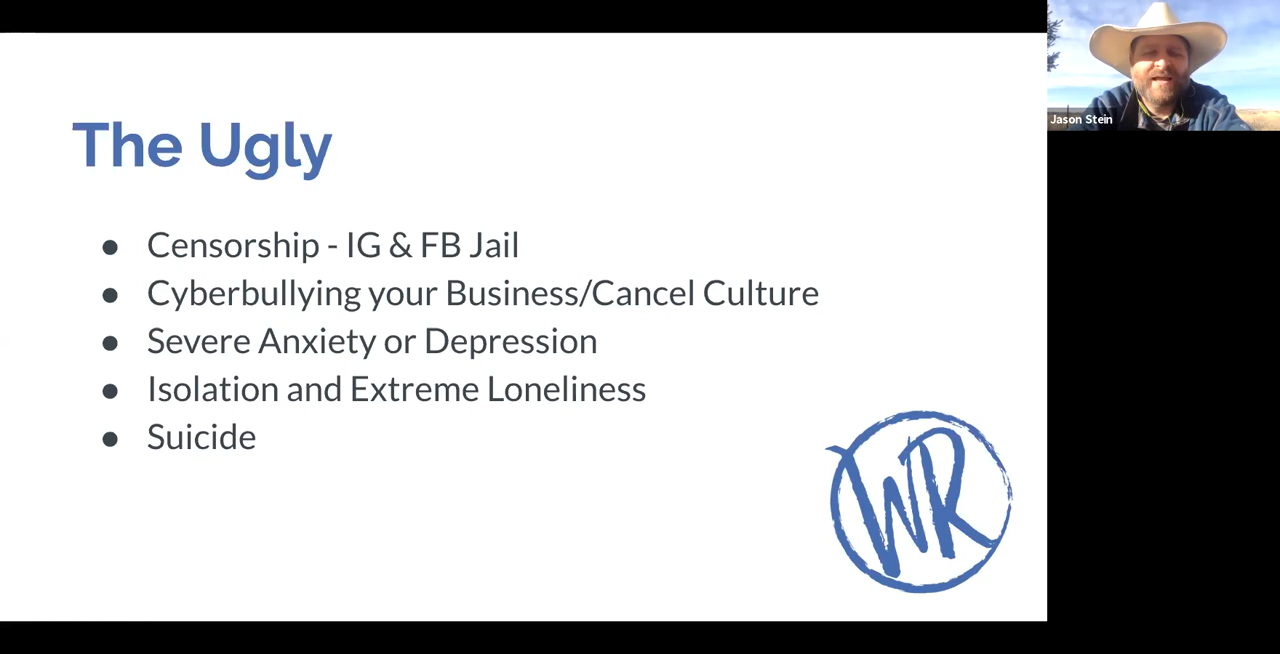 The Ugly
Censorship - IG & FB Jail
Cyberbullying your Business/Cancel Culture
Severe Anxiety or Depression
Isolation and Extreme Loneliness
Suicide
WR
Jason Stein